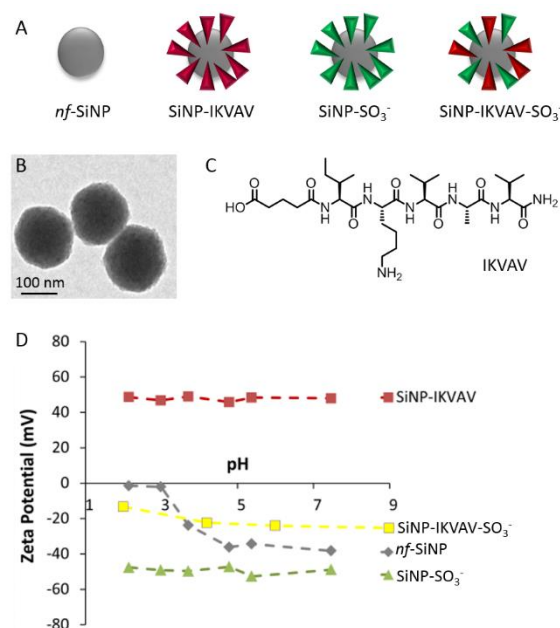 A
nf-SiNP
SiNP-IKVAV
SiNP-SO₃⁻
SiNP-IKVAV-SO₃⁻
B
100 nm
C
HO
O
O
N
H
O
H
N
O
N
H
O
H
N
O
N
H
O
NH₂
NH₂
IKVAV
D
Zeta Potential (mV)
80
60
40
20
0
-20
-40
-60
-80
pH
1
3
5
7
9
SiNP-IKVAV
SiNP-IKVAV-SO₃⁻
nf-SiNP
SiNP-SO₃⁻